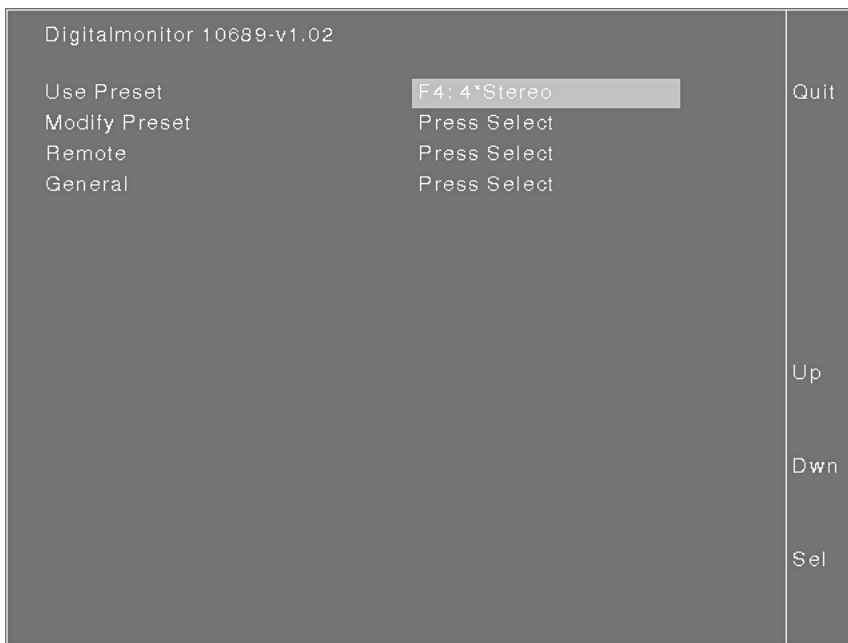 Digitalmonitor 10689-v1.02
Use Preset F4: 4*Stereo Quit
Modify Preset Press Select
Remote Press Select
General Press Select
Up
Dwn
Sel